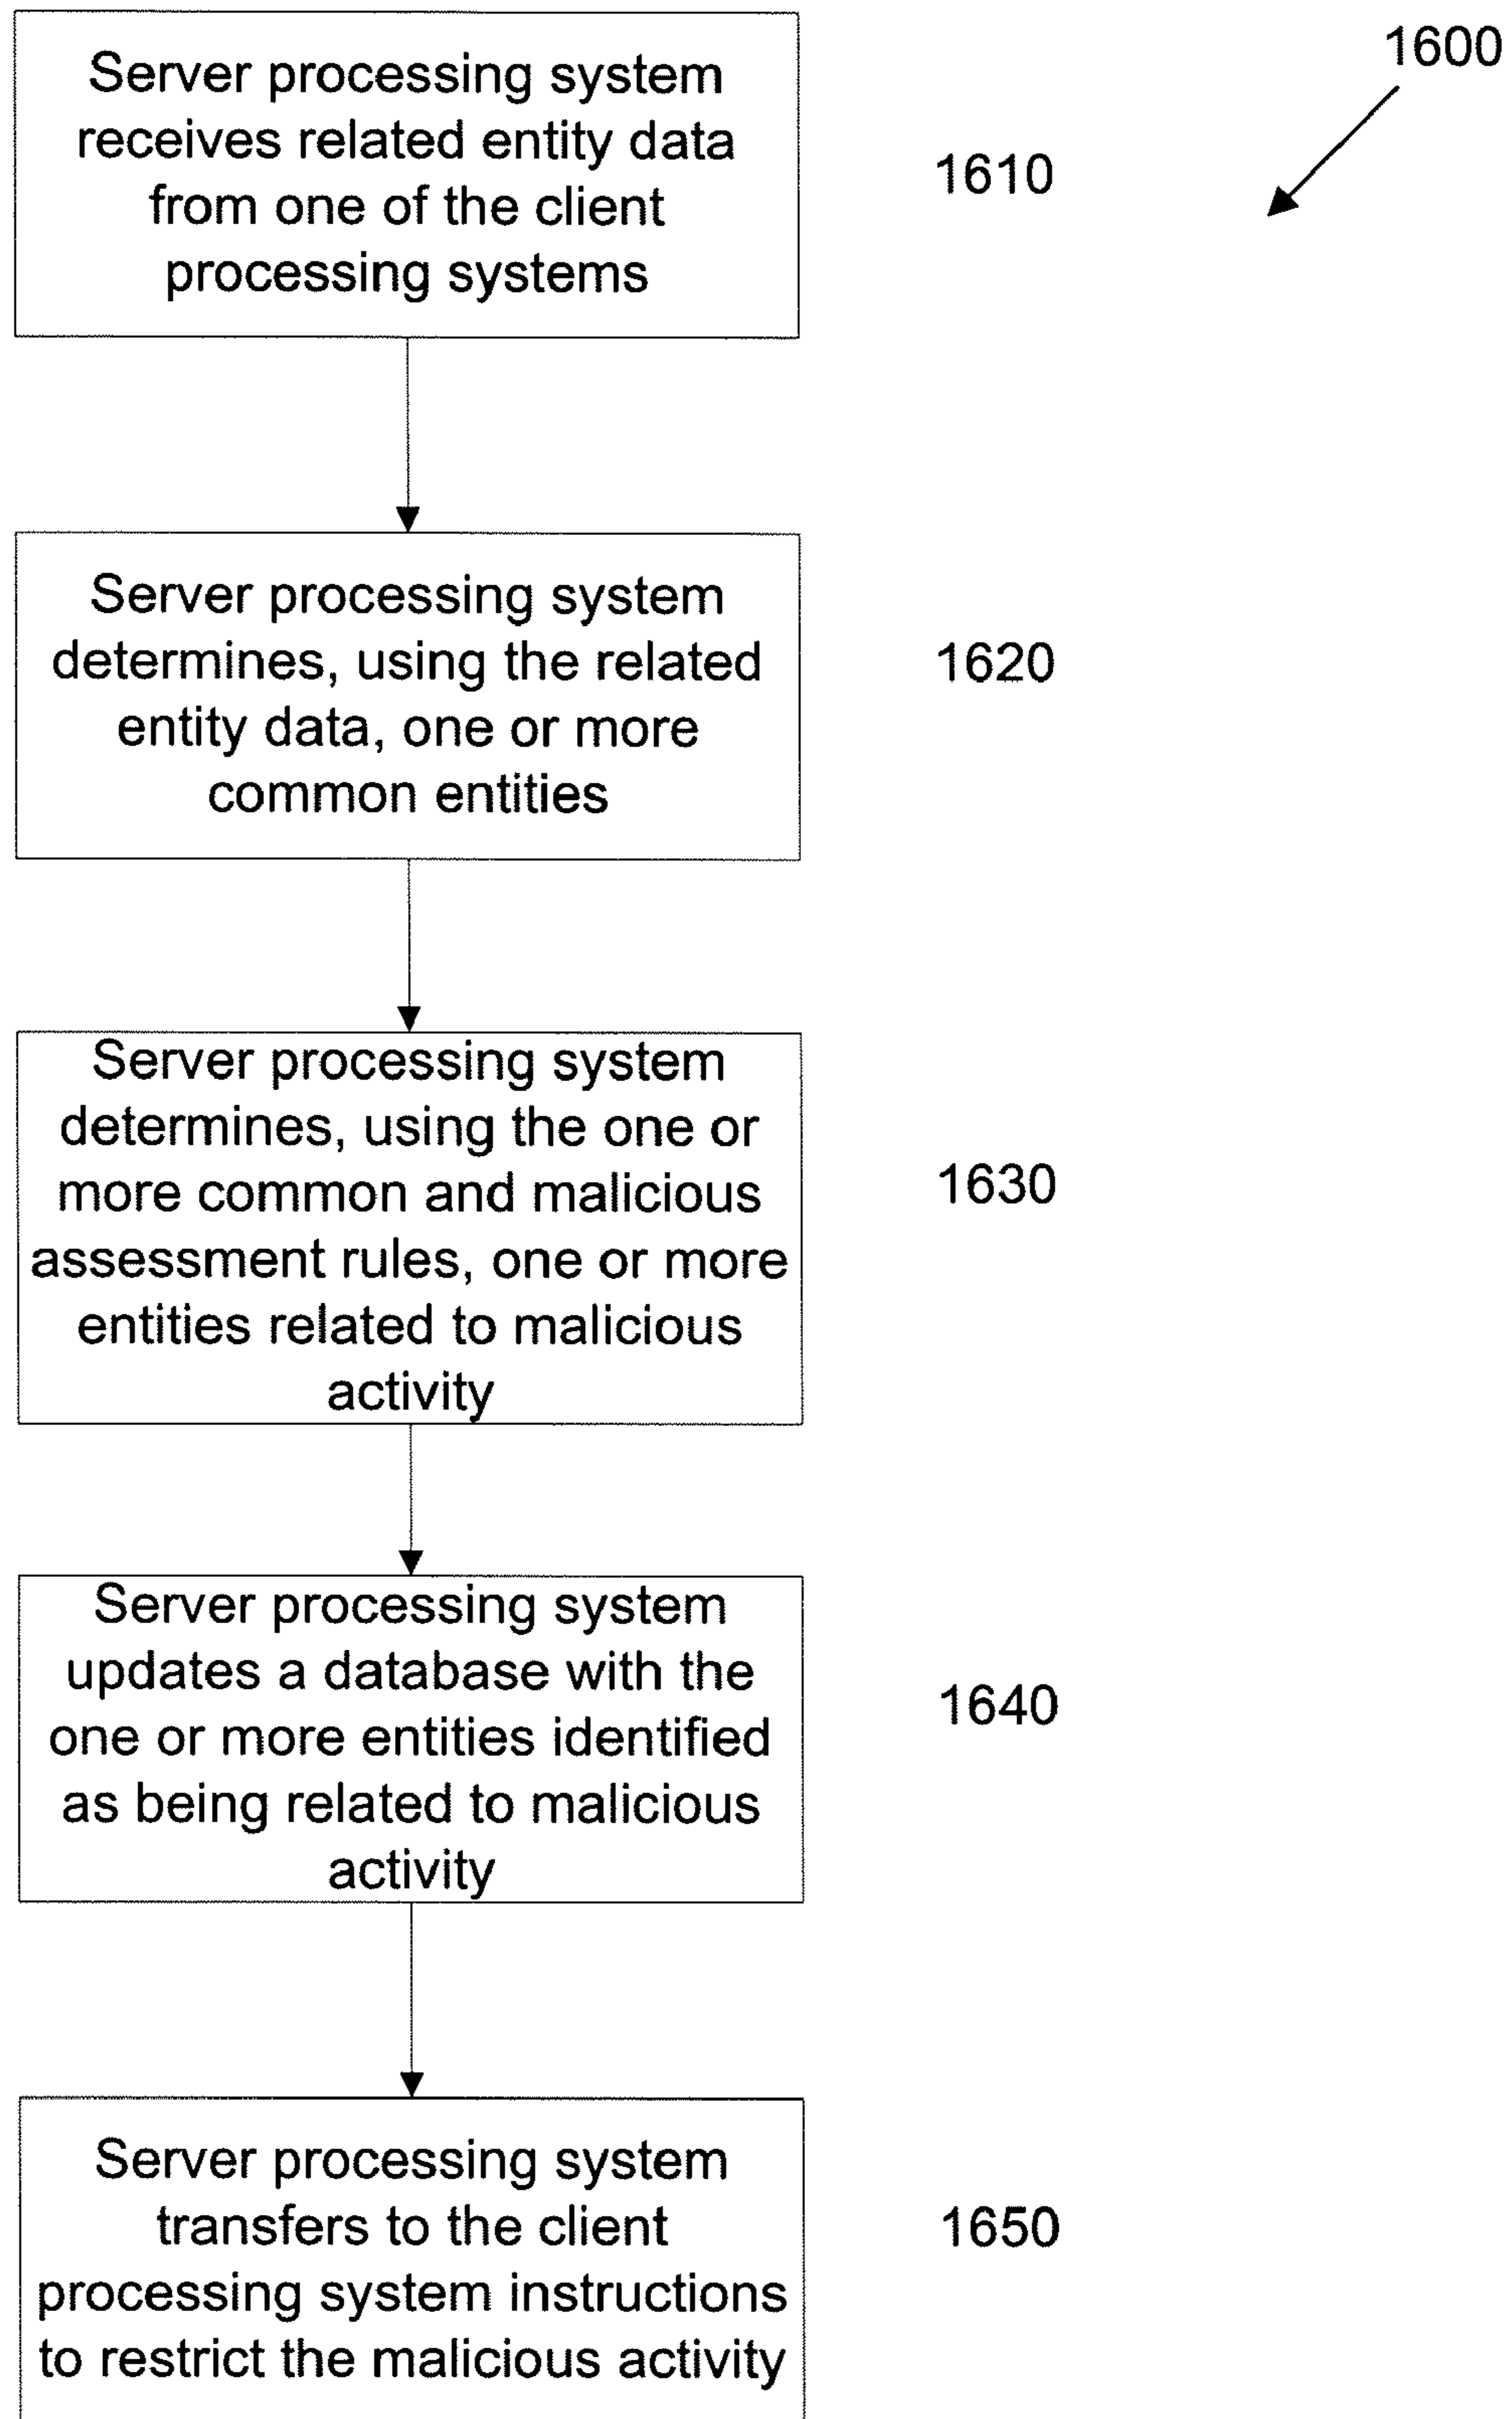 1600
Server processing system
receives related entity data
from one of the client
processing systems
1610
Server processing system
determines, using the related
entity data, one or more
common entities
1620
Server processing system
determines, using the one or
more common and malicious
assessment rules, one or more
entities related to malicious
activity
1630
Server processing system
updates a database with the
one or more entities identified
as being related to malicious
activity
1640
Server processing system
transfers to the client
processing system instructions
to restrict the malicious activity
1650